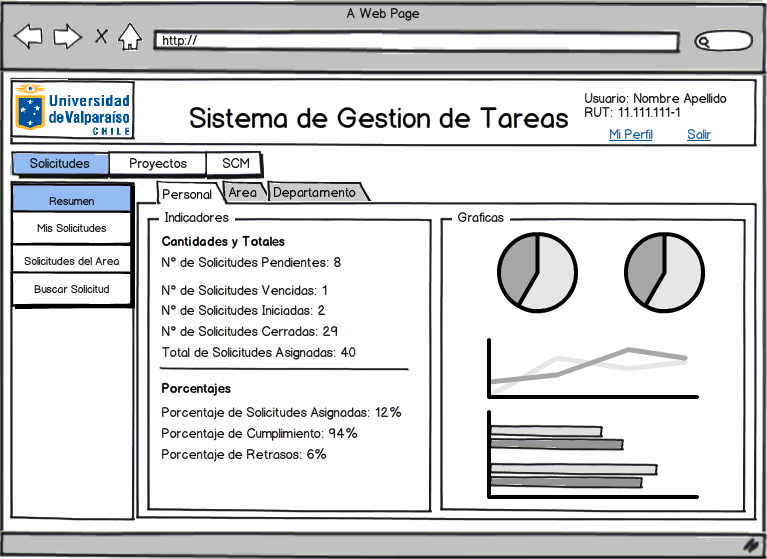 A Web Page
http://
Universidad
de Valparaíso
CHILE
Sistema de Gestion de Tareas
Usuario: Nombre Apellido
RUT: 11.111.111-1
Mi Perfil
Salir
Solicitudes
Proyectos
SCM
Resumen
Mis Solicitudes
Solicitudes del Area
Buscar Solicitud
Personal
Area
Departamento
Indicadores
Cantidades y Totales
N° de Solicitudes Pendientes: 8
N° de Solicitudes Vencidas: 1
N° de Solicitudes Iniciadas: 2
N° de Solicitudes Cerradas: 29
Total de Solicitudes Asignadas: 40
Porcentajes
Porcentaje de Solicitudes Asignadas: 12%
Porcentaje de Cumplimiento: 94%
Porcentaje de Retrasos: 6%
Graficas